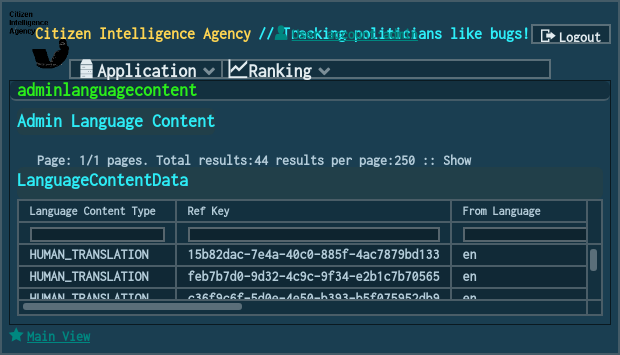 Citizen
Intelligence
Agency
Citizen Intelligence Agency // Tracking politicians like bugs!
Logout
Application
Ranking
adminlanguagecontent
Admin Language Content
Page: 1/1 pages. Total results:44 results per page:250 :: Show
LanguageContentData
Language Content Type Ref Key From Language
HUMAN_TRANSLATION 15b82dac-7e4a-40c0-885f-4ac7879bd133 en
HUMAN_TRANSLATION feb7b7d0-9d32-4c9c-9f34-e2b1c7b70565 en
HUMAN_TRANSLATION c36f9c6f-5d0e-4e50-b393-b5f075952db9 en
Main View